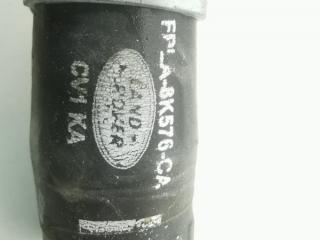 FPLA-8K576-CA
LAND-
ROVER
CV1 KA